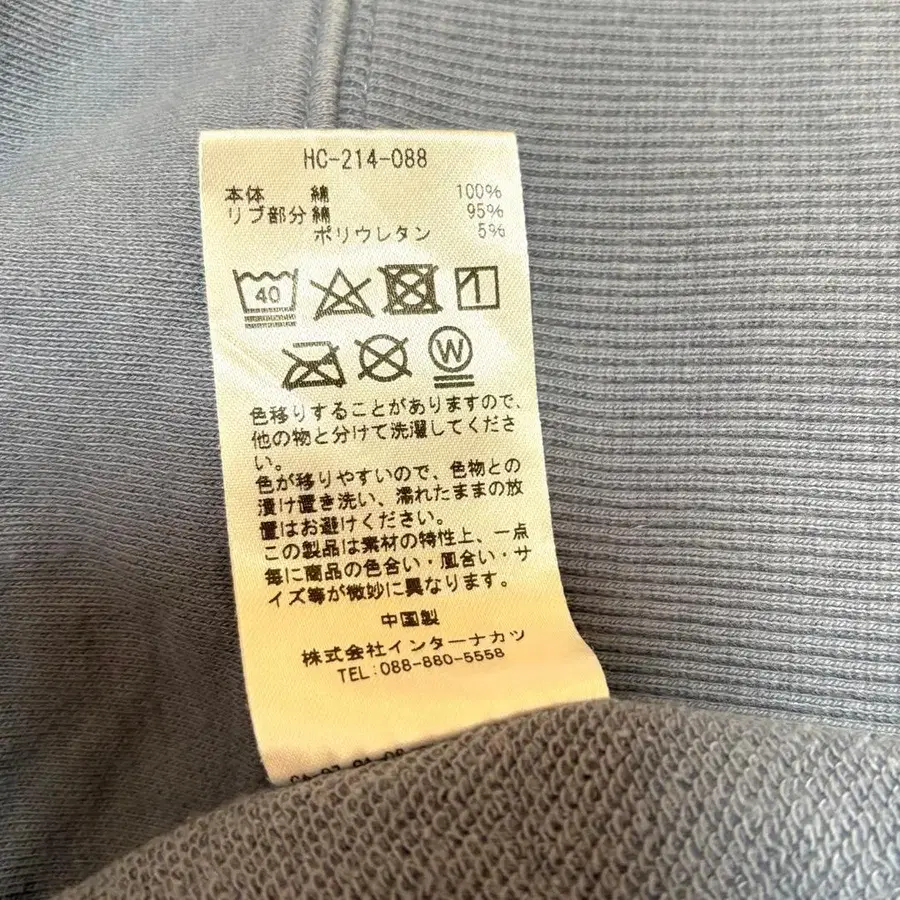 HC-214-088
本体 綿 100%
リブ部分 綿 95%
ポリウレタン 5%
40
W
色移りすることがありますので、
他の物と分けて洗濯してくださ
い。
色が移りやすいので、色物との
漬け置き洗い、濡れたままの放
置はお避けください。
この製品は素材の特性上、一点
毎に商品の色合い・風合い・サ
イズ等が微妙に異なります。
中国製
株式会社インターナカツ
TEL:088-880-5558